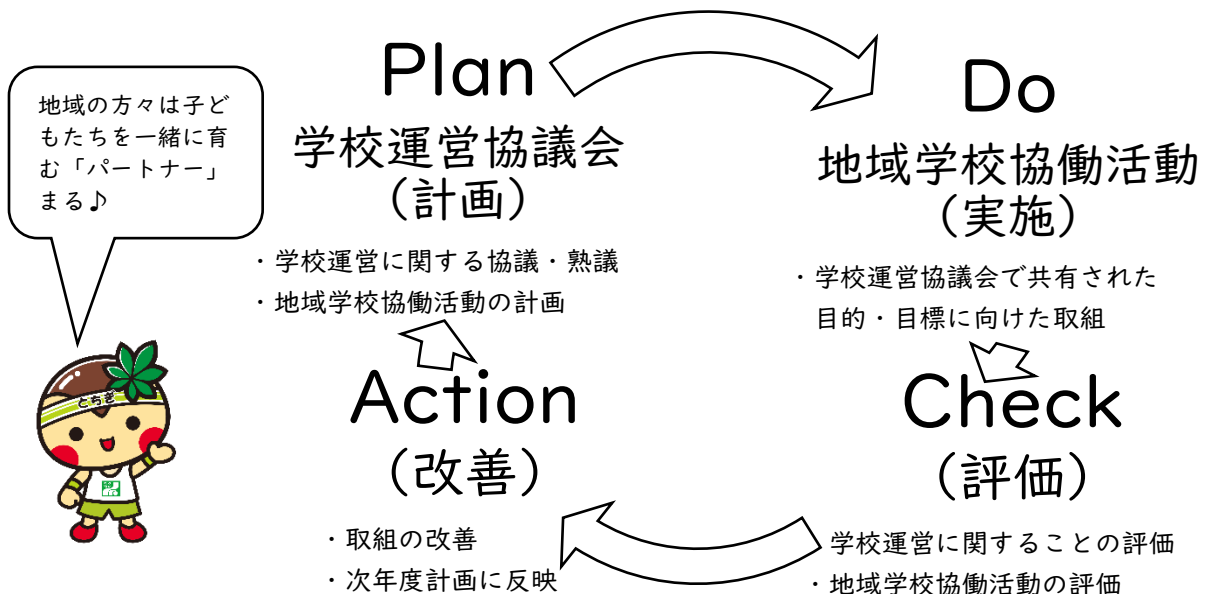 地域の方々は子ど
もたちを一緒に育
む「パートナー」
まる♪
とちぎ
Plan
学校運営協議会
（計画）
・学校運営に関する協議・熟議
・地域学校協働活動の計画
Do
地域学校協働活動
（実施）
・学校運営協議会で共有された
目的・目標に向けた取組
Check
（評価）
学校運営に関することの評価
・地域学校協働活動の評価
Action
（改善）
・取組の改善
・次年度計画に反映